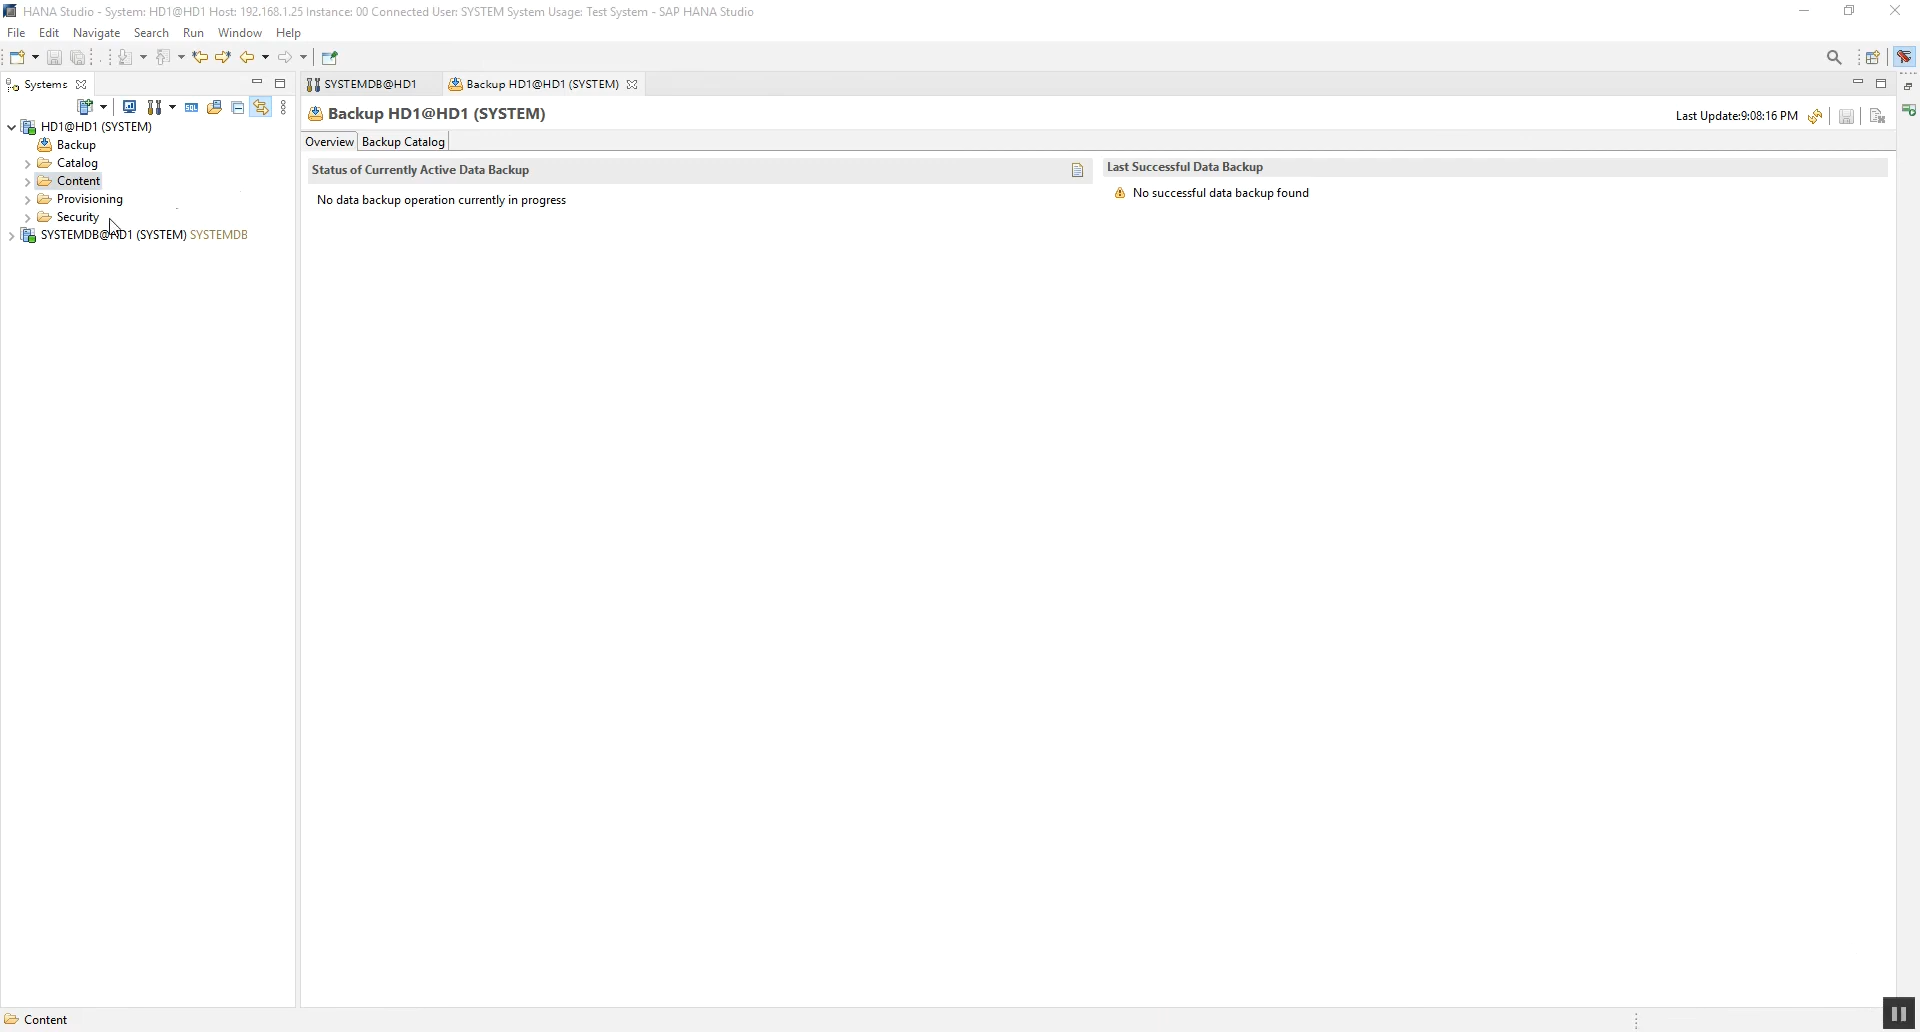 HANA Studio - System: HD1@HD1 Host: 192.168.1.25 Instance: 00 Connected User: SYSTEM System Usage: Test System - SAP HANA Studio
File Edit Navigate Search Run Window Help
Systems
SYSTEMDB@HD1
Backup HD1@HD1 (SYSTEM)
SQL
HD1@HD1 (SYSTEM)
Backup
Catalog
Content
Provisioning
Security
SYSTEMDB@HD1 (SYSTEM) SYSTEMDB
Backup HD1@HD1 (SYSTEM)
Last Update:9:08:16 PM
Overview
Backup Catalog
Status of Currently Active Data Backup
No data backup operation currently in progress
Last Successful Data Backup
No successful data backup found
Content